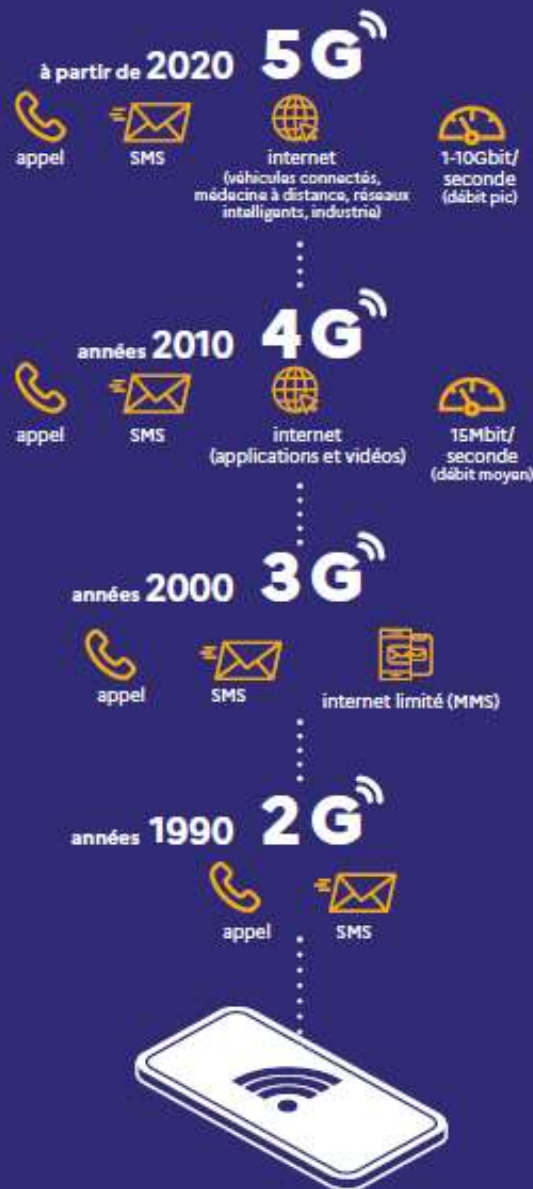 à partir de 2020 5G
appel
SMS
internet
(véhicules connectés,
médecine à distance, réseaux
intelligents, industrie)
1-10Gbit/
seconde
(débit pic)
années 2010 4G
appel
SMS
internet
(applications et vidéos)
15Mbit/
seconde
(débit moyen)
années 2000 3G
appel
SMS
internet limité (MMS)
années 1990 2G
appel
SMS